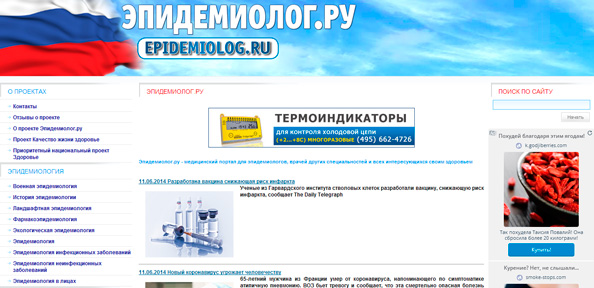 ЭПИДЕМИОЛОГ.РУ
EPIDEMIOLOG.RU
О ПРОЕКТАХ
Контакты
Отзывы о проекте
О проекте Эпидемиолог.ру
Проект Качество жизни здоровье
Приоритетный национальный проект
Здоровье
ЭПИДЕМИОЛОГИЯ
Военная эпидемиология
История эпидемиологии
Ландшафтная эпидемиология
Фармакоэпидемиология
Экологическая эпидемиология
Эпидемиология
Эпидемиология инфекционных заболеваний
Эпидемиология неинфекционных
заболеваний
Эпидемиология в лицах
ЭПИДЕМИОЛОГ.РУ
ТЕРМОИНДИКАТОРЫ
для контроля холодовой цепи
(+2...+8С) МНОГОРАЗОВЫЕ (495) 662-4726
Эпидемиолог.ру - медицинский портал для эпидемиологов, врачей других специальностей и всех интересующихся своим здоровьем
11.06.2014 Разработана вакцина снижающая риск инфаркта
Ученые из Гарвардского института стволовых клеток разработали вакцину, снижающую риск
инфаркта, сообщает The Daily Telegraph
11.06.2014 Новый коронавирус угрожает человечеству
65-летний мужчина из Франции умер от коронавируса, напоминающего по симптоматике
атипичную пневмонию. ВОЗ бьет тревогу и сообщает, что эта смертельно опасная болезнь
ПОИСК ПО САЙТУ
Начать
Похудей благодаря этим ягодам!
k.godjiberries.com
Так похудела Таисия Повалий! Она
сбросила более 20 килограмм!
Купить!
Курение? Нет, не слышали...
smoke-stops.com